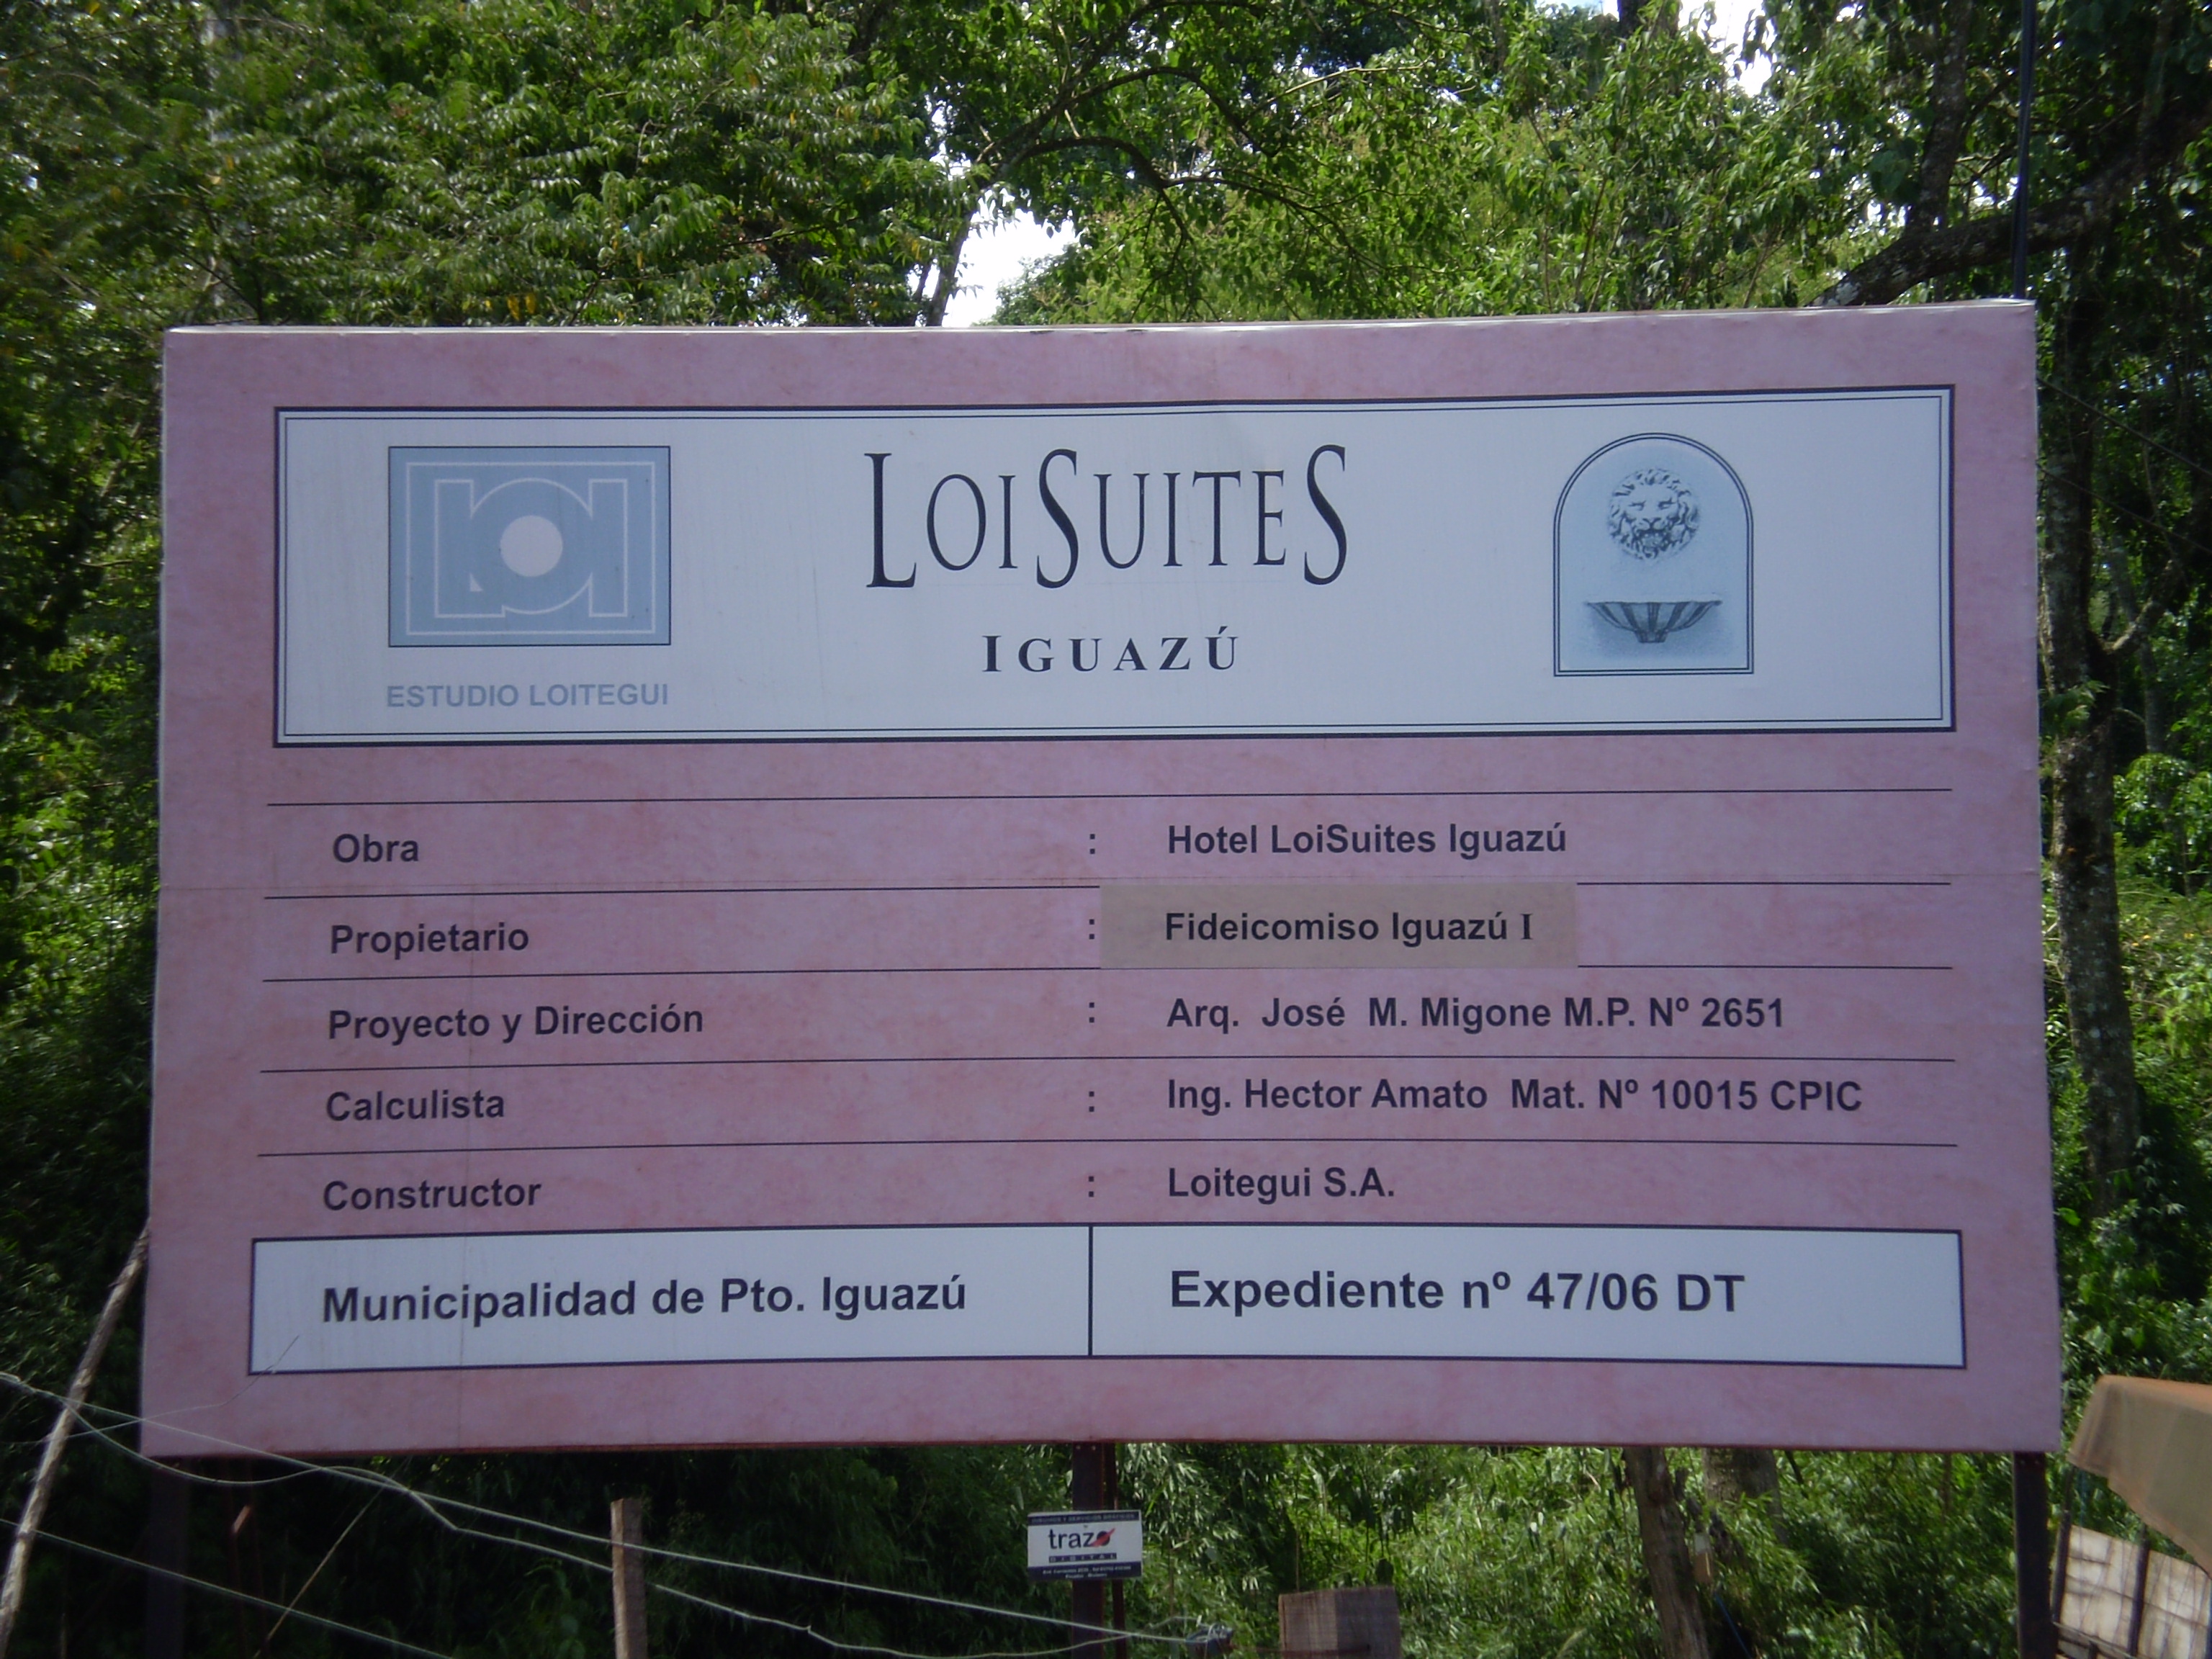 LOI
ESTUDIO LOITEGUI
LOISUITES
IGUAZÚ
Obra : Hotel LoiSuites Iguazú
Propietario : Fideicomiso Iguazú I
Proyecto y Dirección : Arq. José M. Migone M.P. Nº 2651
Calculista : Ing. Hector Amato Mat. Nº 10015 CPIC
Constructor : Loitegui S.A.
Municipalidad de Pto. Iguazú Expediente nº 47/06 DT
trazo
DIGITAL